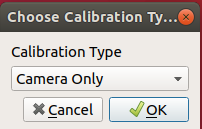 Choose Calibration Ty...
Calibration Type
Camera Only
Cancel OK